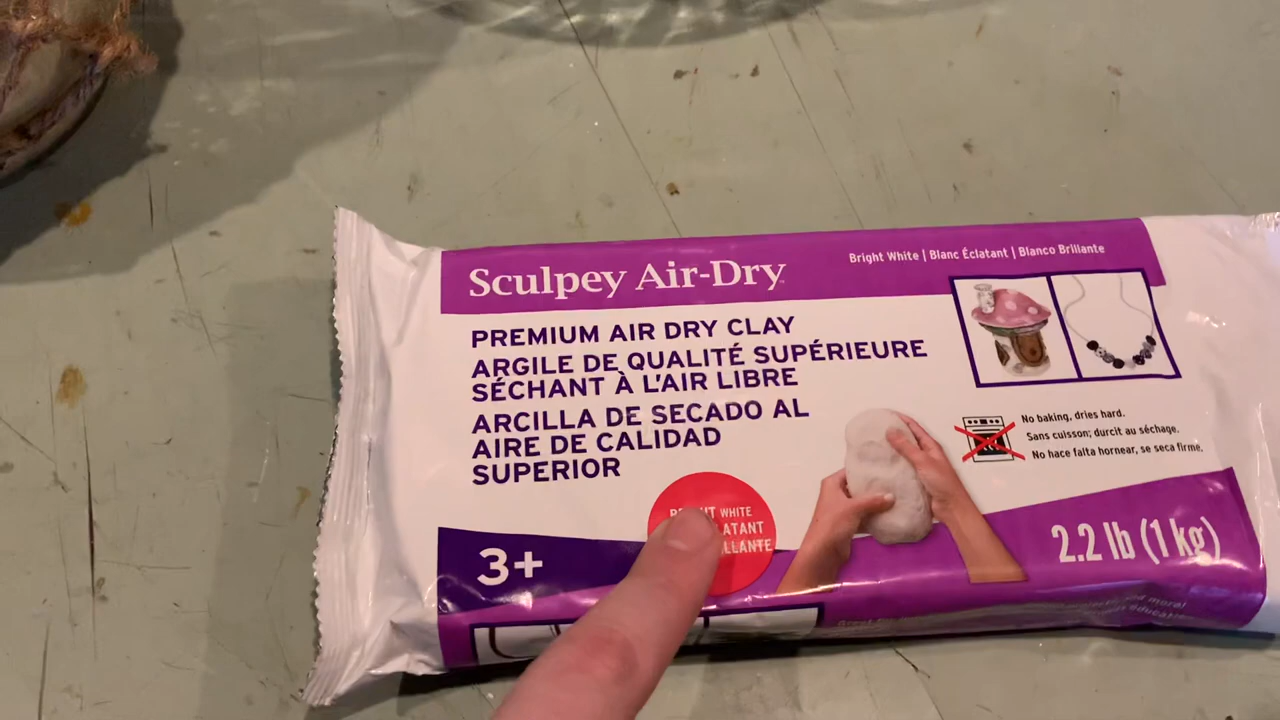 Sculpey Air-Dry
Bright White | Blanc Éclatant | Blanco Brillante
PREMIUM AIR DRY CLAY
ARGILE DE QUALITÉ SUPÉRIEURE
SÉCHANT À L'AIR LIBRE
ARCILLA DE SECADO AL
AIRE DE CALIDAD
SUPERIOR
No baking, dries hard.
Sans cuisson; durcit au séchage.
No hace falta hornear, se seca firme.
WHITE
3+
2.2 lb (1 kg)